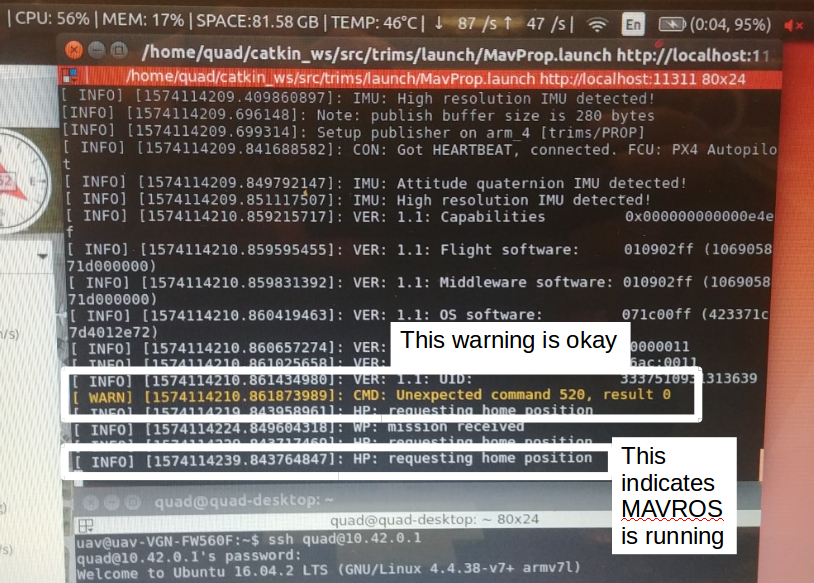 | CPU: 56% | MEM: 17% | SPACE:81.58 GB | TEMP: 46°C | ↓ 87 /s ↑ 47 /s | En (0:04, 95%)
/home/quad/catkin_ws/src/trims/launch/MavProp.launch http://localhost:11
/home/quad/catkin_ws/src/trims/launch/MavProp.launch http://localhost:11311 80x24
[ INFO] [1574114209.409860897]: IMU: High resolution IMU detected!
[INFO] [1574114209.696148]: Note: publish buffer size is 280 bytes
[INFO] [1574114209.699314]: Setup publisher on arm_4 [trims/PROP]
[ INFO] [1574114209.841688582]: CON: Got HEARTBEAT, connected. FCU: PX4 Autopilo
t
[ INFO] [1574114209.849792147]: IMU: Attitude quaternion IMU detected!
[ INFO] [1574114209.851117507]: IMU: High resolution IMU detected!
[ INFO] [1574114210.859215717]: VER: 1.1: Capabilities 0x000000000000e4e
f
[ INFO] [1574114210.859595455]: VER: 1.1: Flight software: 010902ff (1069058
71d000000)
[ INFO] [1574114210.859831392]: VER: 1.1: Middleware software: 010902ff (1069058
71d000000)
[ INFO] [1574114210.860419463]: VER: 1.1: OS software: 071c00ff (423371c
7d4012e72)
[ INFO] [1574114210.860657274]: VER: 0000011
This warning is okay
[ INFO] [1574114210.861025658]: VER: 6ac:0011
[ INFO] [1574114210.861434980]: VER: 1.1: UID: 3337510931313639
[ WARN] [1574114210.861873989]: CMD: Unexpected command 520, result 0
[ INFO] [1574114219.843958961]: HP: requesting home position
[ INFO] [1574114224.849604318]: WP: mission received
[ INFO] [1574114229.843717469]: HP: requesting home position
[ INFO] [1574114239.843764847]: HP: requesting home position
This
indicates
MAVROS
is running
quad@quad-desktop: ~
quad@quad-desktop: ~ 80x24
uav@uav-VGN-FW560F:~$ ssh quad@10.42.0.1
quad@10.42.0.1's password:
Welcome to Ubuntu 16.04.2 LTS (GNU/Linux 4.4.38-v7+ armv7l)